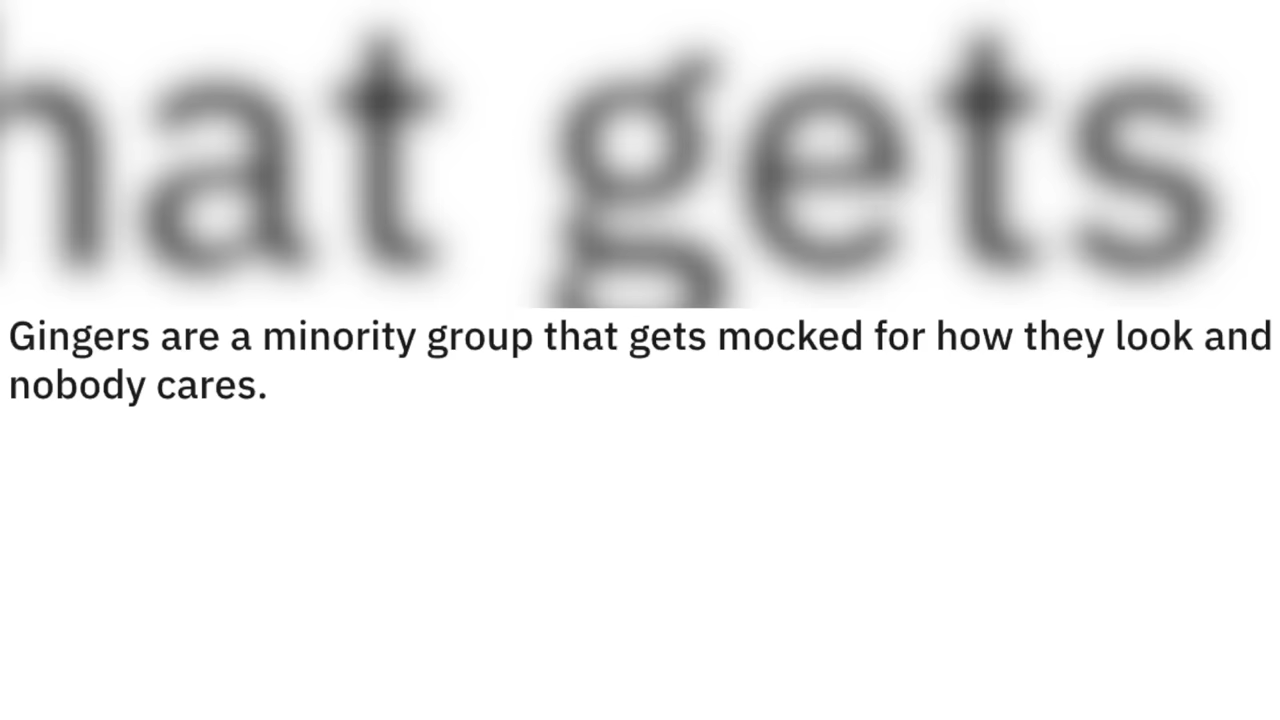 hat gets
Gingers are a minority group that gets mocked for how they look and
nobody cares.